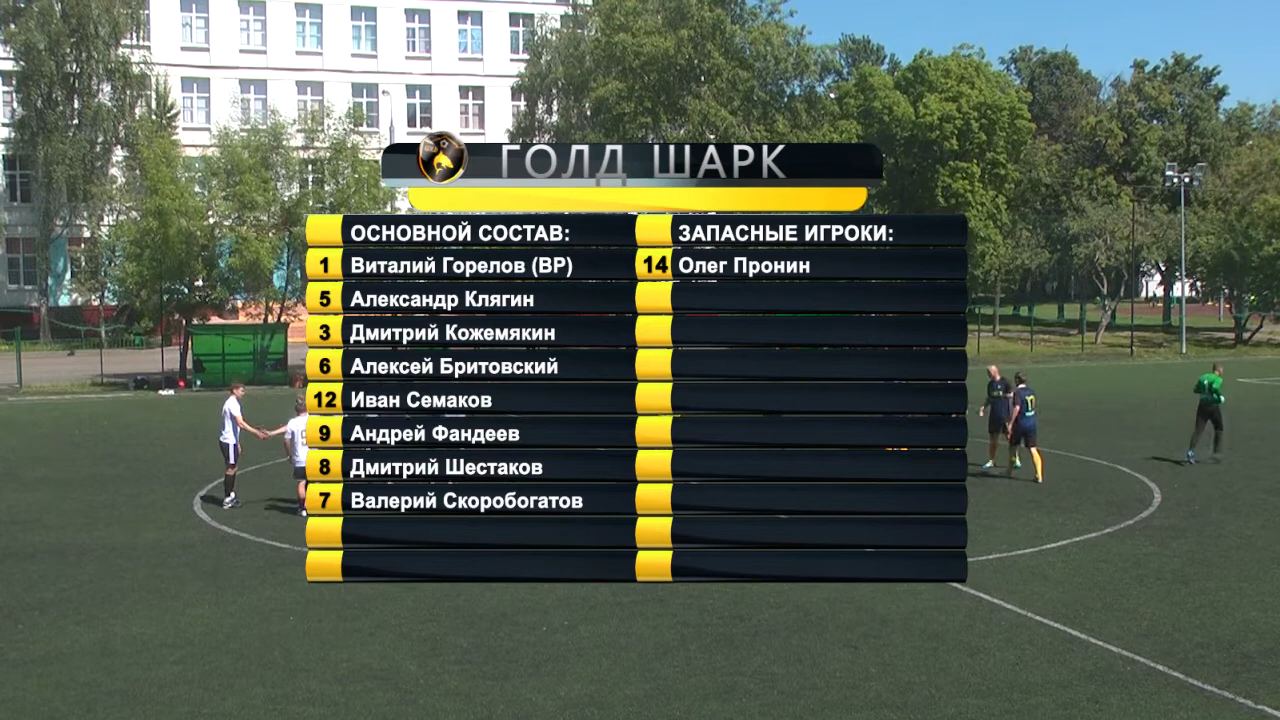 ГОЛД ШАРК
ОСНОВНОЙ СОСТАВ:
1 Виталий Горелов (ВР)
5 Александр Клягин
3 Дмитрий Кожемякин
6 Алексей Бритовский
12 Иван Семаков
9 Андрей Фандеев
8 Дмитрий Шестаков
7 Валерий Скоробогатов
ЗАПАСНЫЕ ИГРОКИ:
14 Олег Пронин